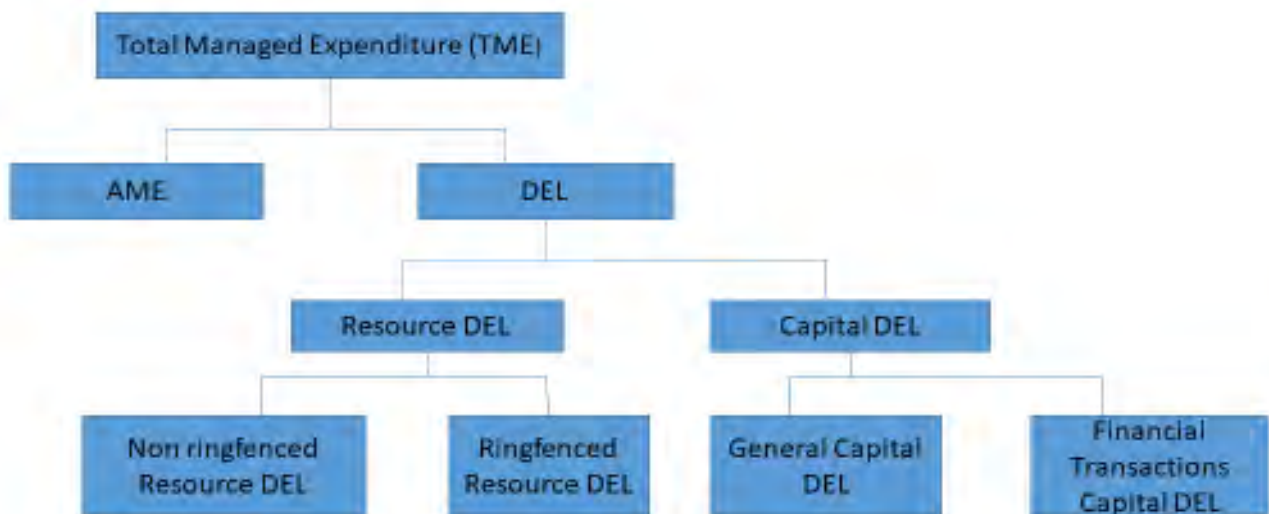 Total Managed Expenditure (TME)
AME
DEL
Resource DEL
Capital DEL
Non ringfenced
Resource DEL
Ringfenced
Resource DEL
General Capital
DEL
Financial
Transactions
Capital DEL